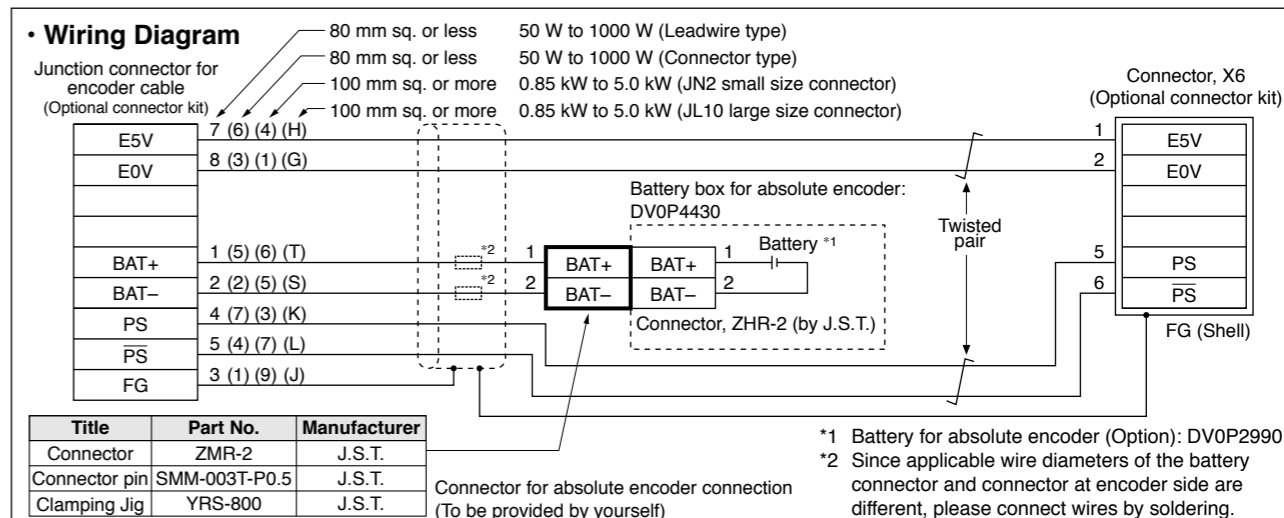 • Wiring Diagram
80 mm sq. or less 50 W to 1000 W (Leadwire type)
80 mm sq. or less 50 W to 1000 W (Connector type)
100 mm sq. or more 0.85 kW to 5.0 kW (JN2 small size connector)
100 mm sq. or more 0.85 kW to 5.0 kW (JL10 large size connector)
Junction connector for
encoder cable
(Optional connector kit)
Connector, X6
(Optional connector kit)
E5V 7 (6) (4) (H) 1 E5V
E0V 8 (3) (1) (G) 2 E0V
Battery box for absolute encoder:
DV0P4430
Twisted
pair
BAT+ 1 (5) (6) (T) *2 1 BAT+ BAT+ 1 Battery *1 5 PS
BAT– 2 (2) (5) (S) *2 2 BAT– BAT– 2 6 PS
Connector, ZHR-2 (by J.S.T.)
PS 4 (7) (3) (K)
FG (Shell)
PS 5 (4) (7) (L)
FG 3 (1) (9) (J)
Title Part No. Manufacturer
Connector ZMR-2 J.S.T.
Connector pin SMM-003T-P0.5 J.S.T.
Clamping Jig YRS-800 J.S.T.
Connector for absolute encoder connection
(To be provided by yourself)
*1 Battery for absolute encoder (Option): DV0P2990
*2 Since applicable wire diameters of the battery
connector and connector at encoder side are
different, please connect wires by soldering.